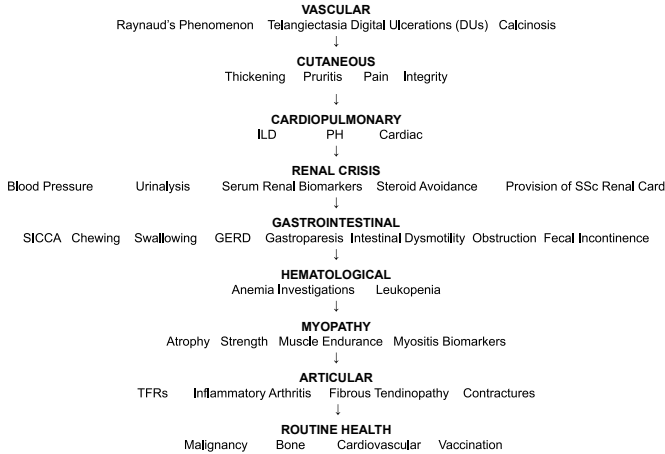 VASCULAR
Raynaud's Phenomenon Telangiectasia Digital Ulcerations (DUs) Calcinosis
↓
CUTANEOUS
Thickening Pruritis Pain Integrity
↓
CARDIOPULMONARY
ILD PH Cardiac
↓
RENAL CRISIS
Blood Pressure Urinalysis Serum Renal Biomarkers Steroid Avoidance Provision of SSc Renal Card
↓
GASTROINTESTINAL
SICCA Chewing Swallowing GERD Gastroparesis Intestinal Dysmotility Obstruction Fecal Incontinence
↓
HEMATOLOGICAL
Anemia Investigations Leukopenia
↓
MYOPATHY
Atrophy Strength Muscle Endurance Myositis Biomarkers
↓
ARTICULAR
TFRs Inflammatory Arthritis Fibrous Tendinopathy Contractures
↓
ROUTINE HEALTH
Malignancy Bone Cardiovascular Vaccination